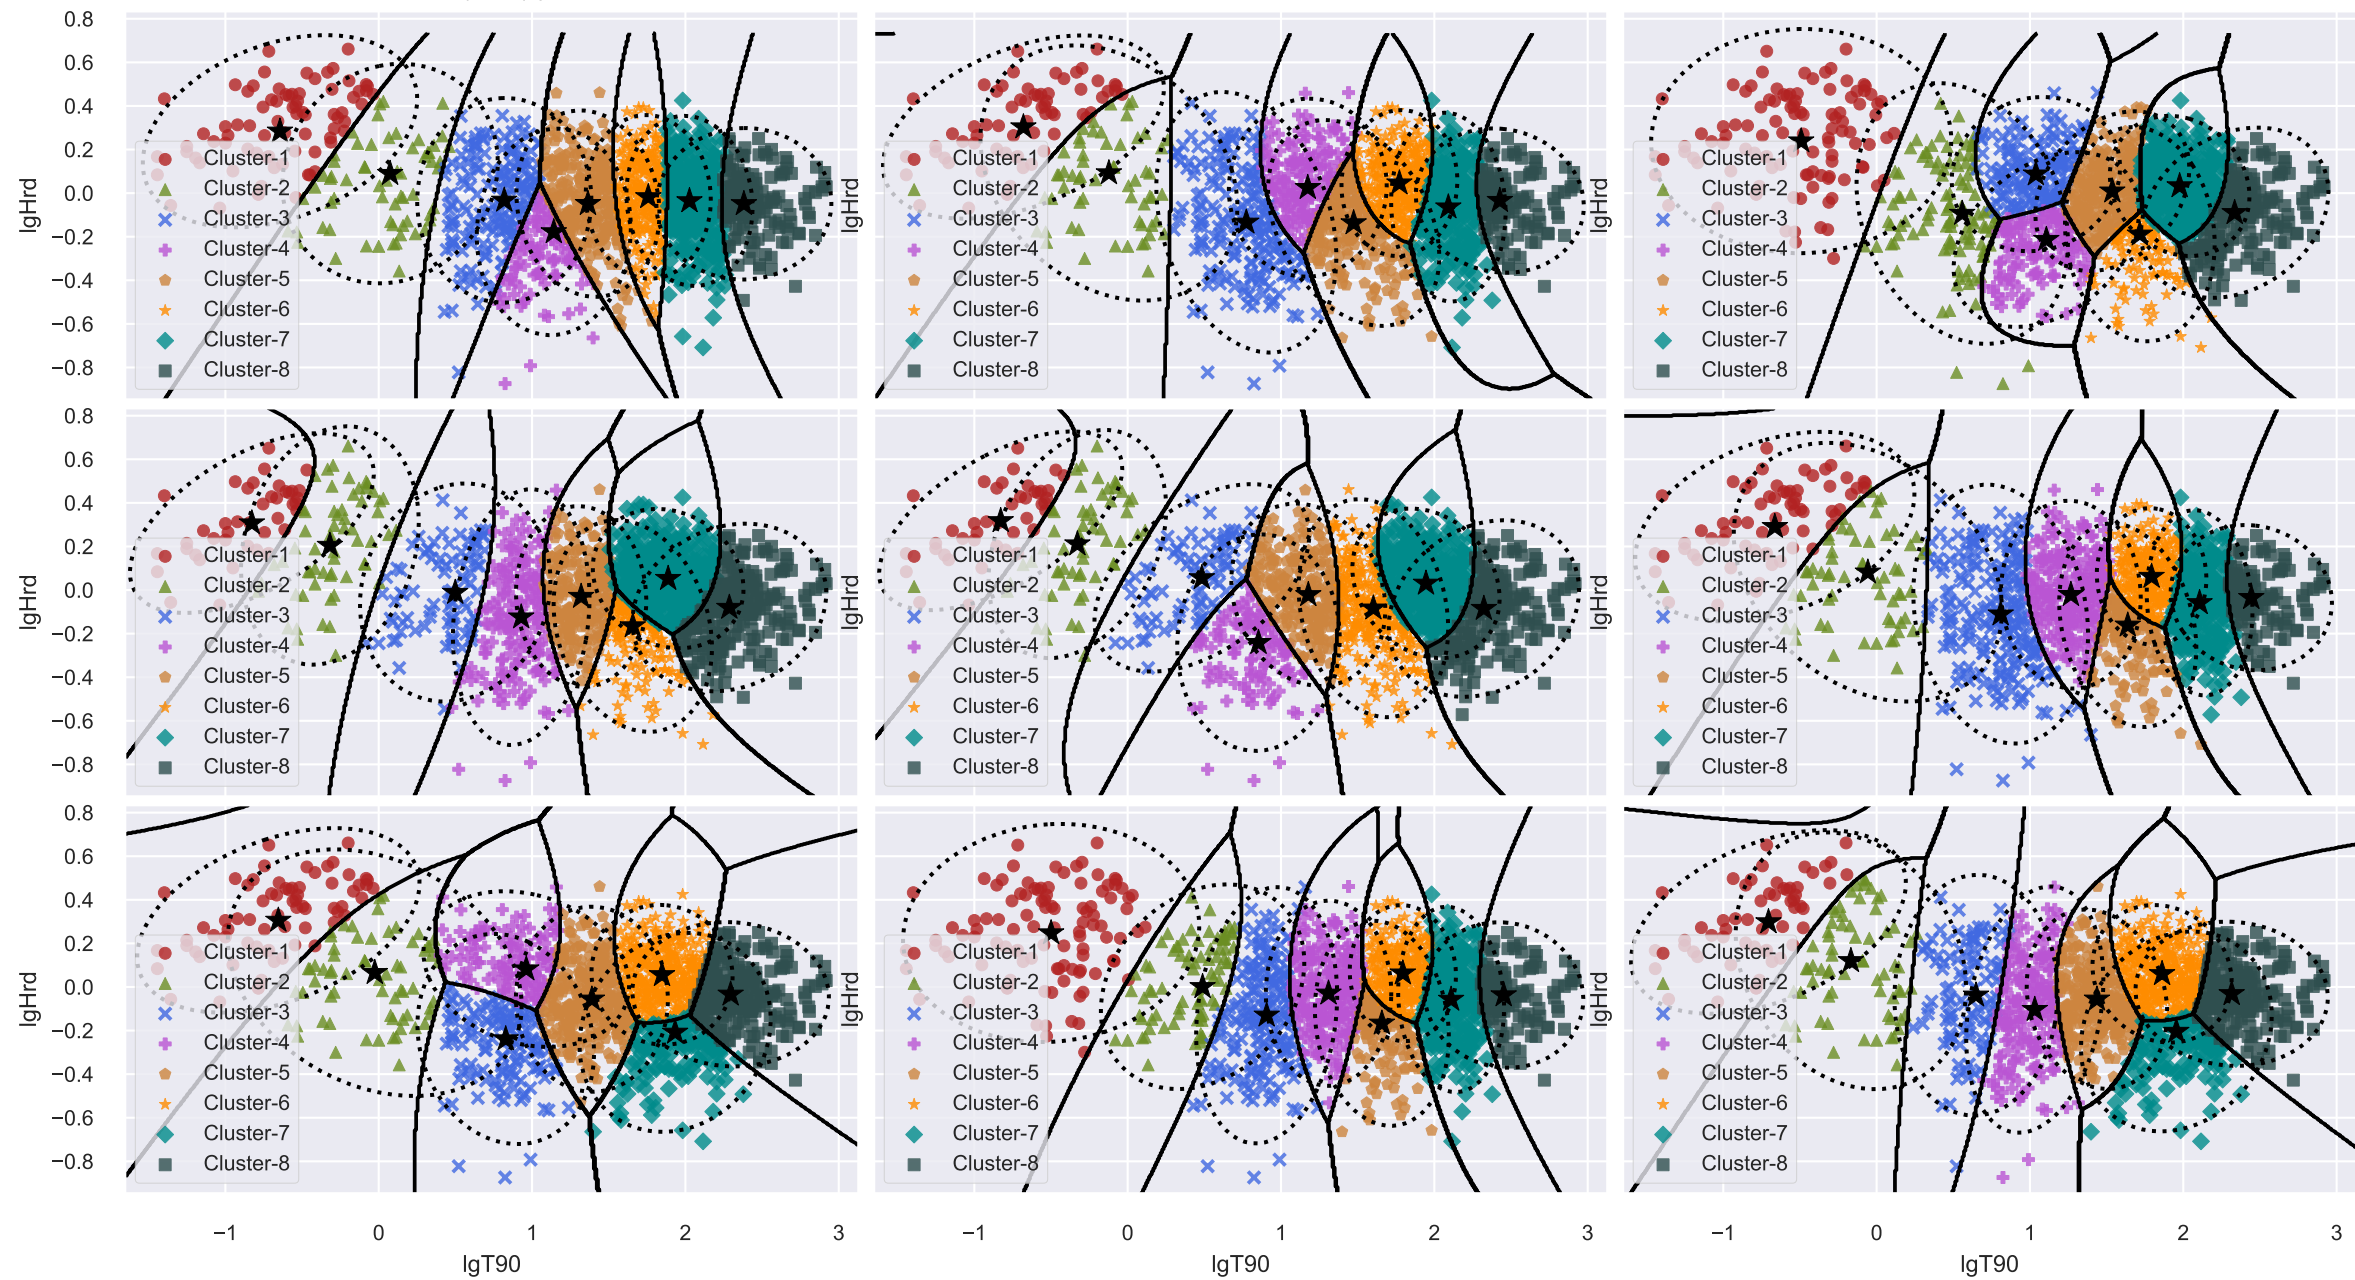 0.8
0.6
0.4
0.2
0.0
−0.2
−0.4
−0.6
−0.8
lgHrd
Cluster-1
Cluster-2
Cluster-3
Cluster-4
Cluster-5
Cluster-6
Cluster-7
Cluster-8
lgHrd
Cluster-1
Cluster-2
Cluster-3
Cluster-4
Cluster-5
Cluster-6
Cluster-7
Cluster-8
lgHrd
Cluster-1
Cluster-2
Cluster-3
Cluster-4
Cluster-5
Cluster-6
Cluster-7
Cluster-8
0.8
0.6
0.4
0.2
0.0
−0.2
−0.4
−0.6
−0.8
lgHrd
Cluster-1
Cluster-2
Cluster-3
Cluster-4
Cluster-5
Cluster-6
Cluster-7
Cluster-8
lgHrd
Cluster-1
Cluster-2
Cluster-3
Cluster-4
Cluster-5
Cluster-6
Cluster-7
Cluster-8
lgHrd
Cluster-1
Cluster-2
Cluster-3
Cluster-4
Cluster-5
Cluster-6
Cluster-7
Cluster-8
0.8
0.6
0.4
0.2
0.0
−0.2
−0.4
−0.6
−0.8
lgHrd
Cluster-1
Cluster-2
Cluster-3
Cluster-4
Cluster-5
Cluster-6
Cluster-7
Cluster-8
lgHrd
Cluster-1
Cluster-2
Cluster-3
Cluster-4
Cluster-5
Cluster-6
Cluster-7
Cluster-8
lgHrd
Cluster-1
Cluster-2
Cluster-3
Cluster-4
Cluster-5
Cluster-6
Cluster-7
Cluster-8
−1 0 1 2 3
lgT90
−1 0 1 2 3
lgT90
−1 0 1 2 3
lgT90